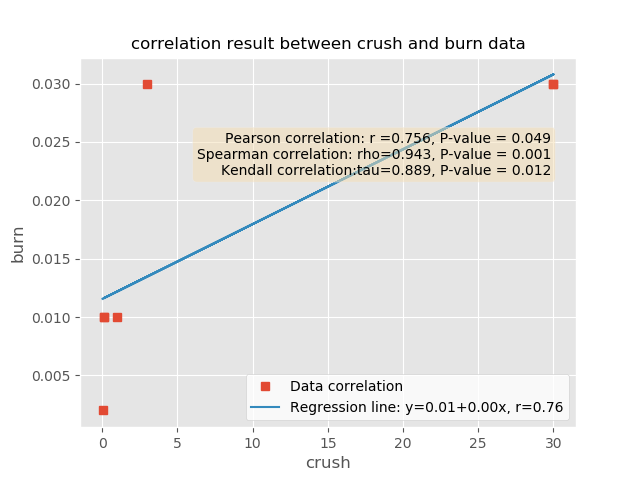 correlation result between crush and burn data
0.030
0.025
0.020
0.015
0.010
0.005
burn
Pearson correlation: r =0.756, P-value = 0.049
Spearman correlation: rho=0.943, P-value = 0.001
Kendall correlation:tau=0.889, P-value = 0.012
Data correlation
Regression line: y=0.01+0.00x, r=0.76
0 5 10 15 20 25 30
crush